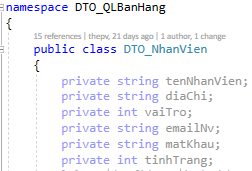 namespace DTO_QLBanHang
{
15 references | thepv, 21 days ago | 1 author, 1 change
public class DTO_NhanVien
{
private string tenNhanVien;
private string diaChi;
private int vaiTro;
private string emailNv;
private string matKhau;
private int tinhTrang;